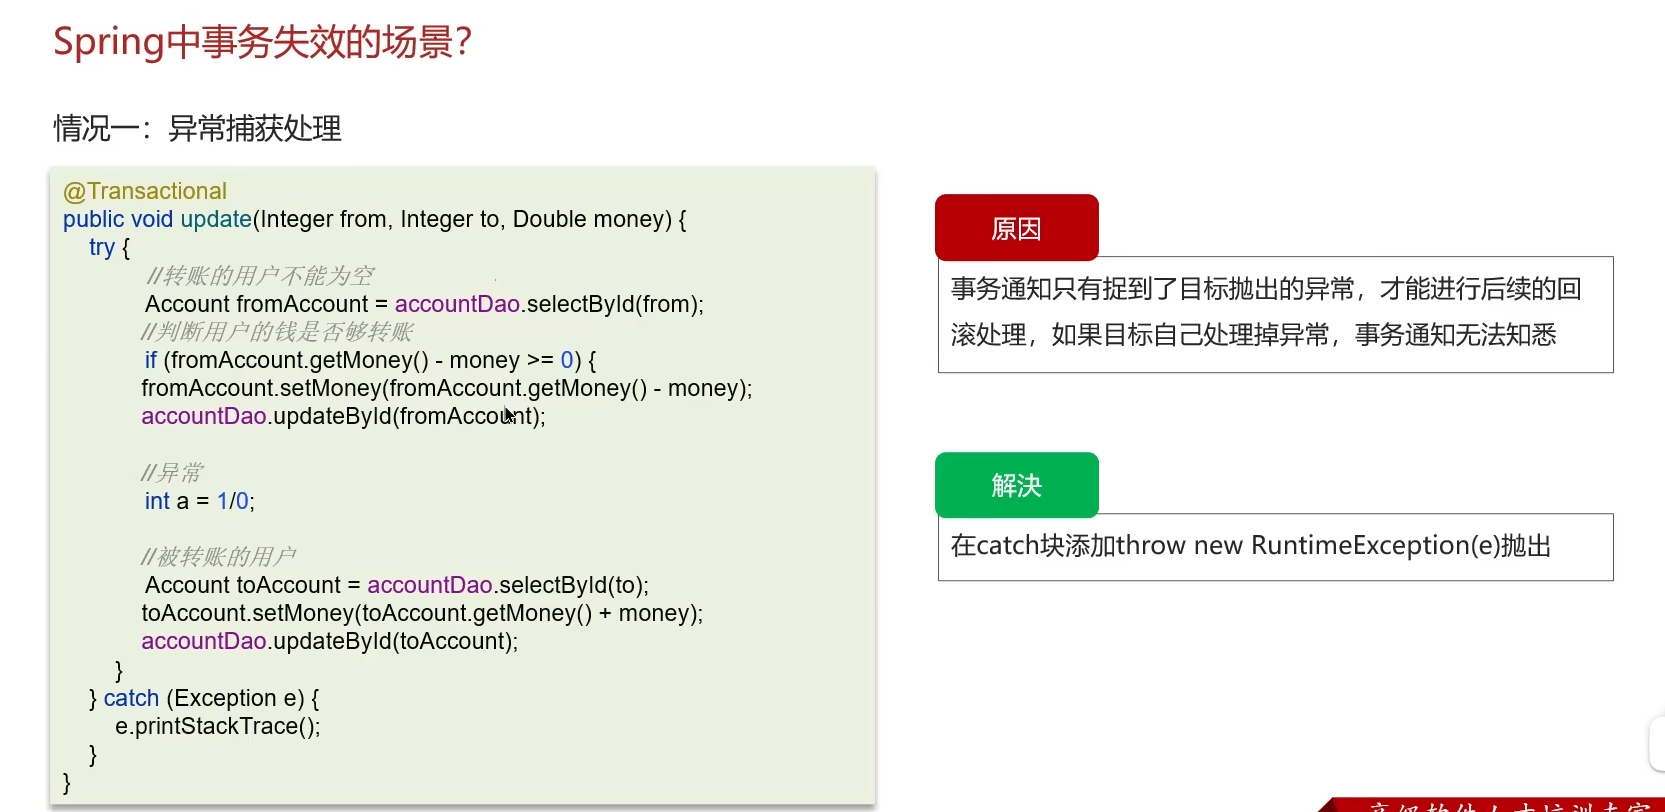 Spring中事务失效的场景？
情况一：异常捕获处理
@Transactional
public void update(Integer from, Integer to, Double money) {
try {
//转账的用户不能为空
Account fromAccount = accountDao.selectById(from);
//判断用户的钱是否够转账
if (fromAccount.getMoney() - money >= 0) {
fromAccount.setMoney(fromAccount.getMoney() - money);
accountDao.updateById(fromAccount);
//异常
int a = 1/0;
//被转账的用户
Account toAccount = accountDao.selectById(to);
toAccount.setMoney(toAccount.getMoney() + money);
accountDao.updateById(toAccount);
}
} catch (Exception e) {
e.printStackTrace();
}
}
原因
事务通知只有捉到了目标抛出的异常，才能进行后续的回
滚处理，如果目标自己处理掉异常，事务通知无法知悉
解决
在catch块添加throw new RuntimeException(e)抛出